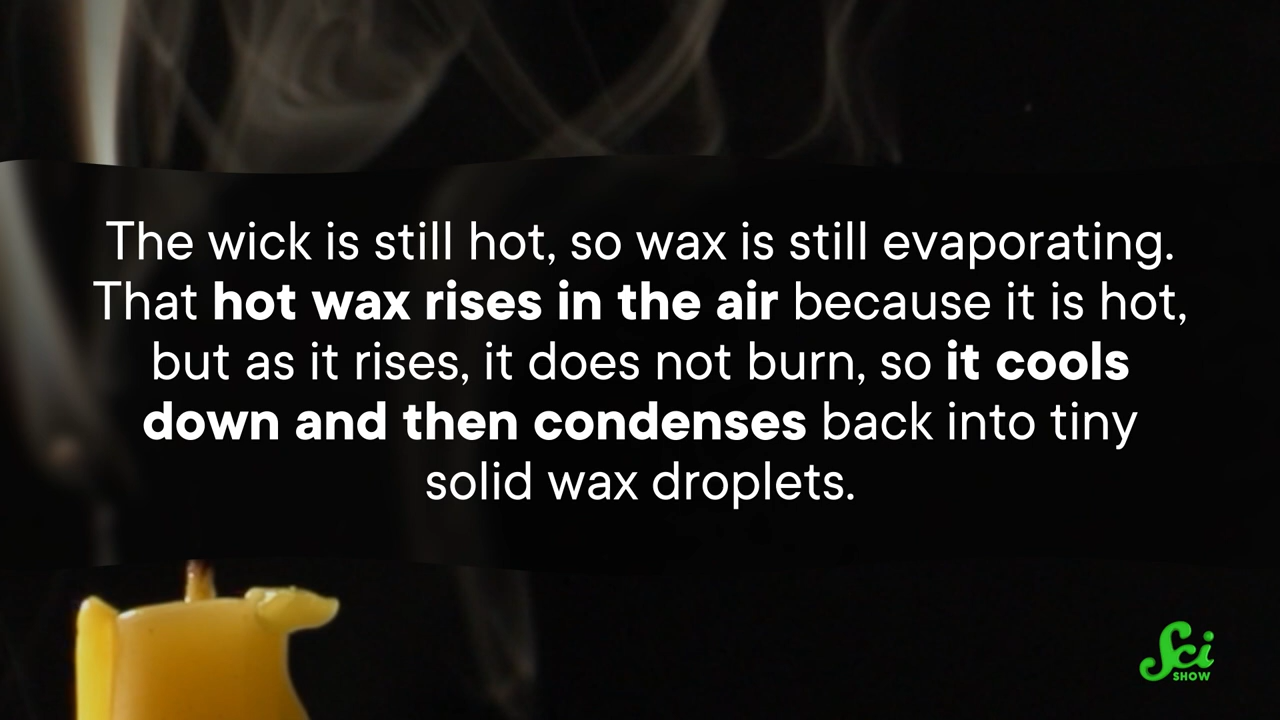 The wick is still hot, so wax is still evaporating.
That hot wax rises in the air because it is hot,
but as it rises, it does not burn, so it cools
down and then condenses back into tiny
solid wax droplets.
Sci
SHOW